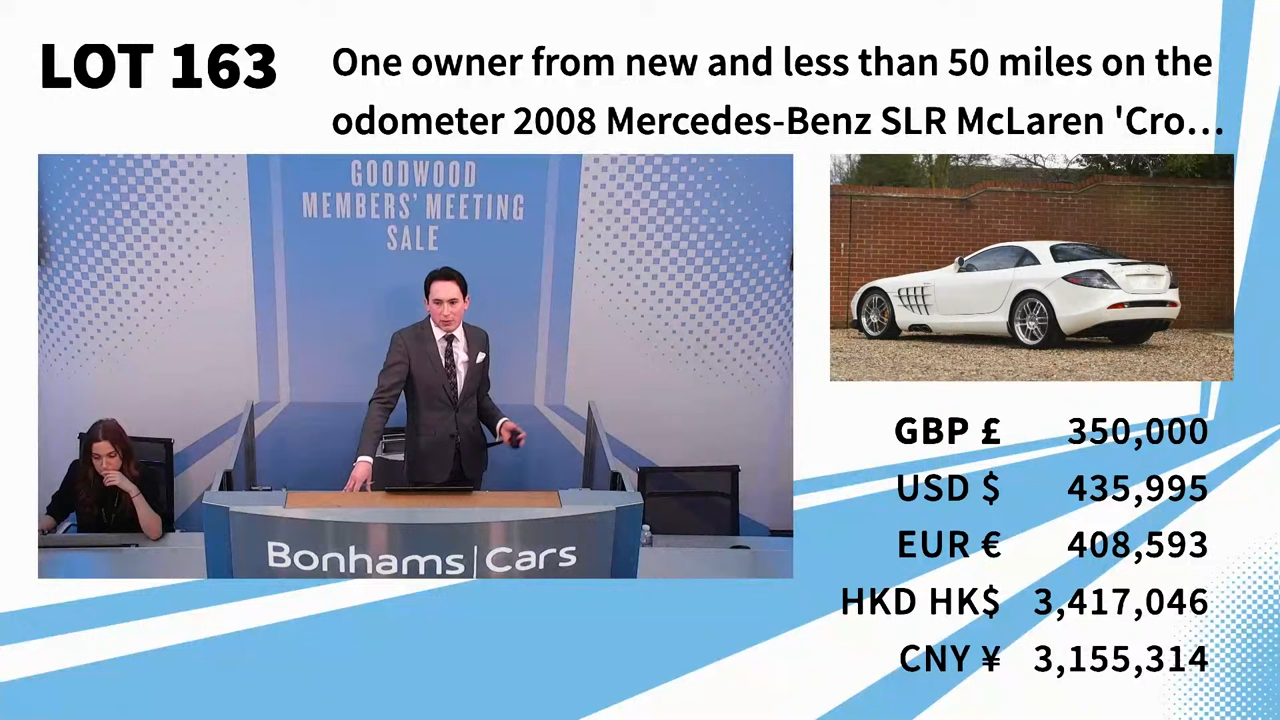 LOT 163
One owner from new and less than 50 miles on the
odometer 2008 Mercedes-Benz SLR McLaren 'Cro...
GOODWOOD
MEMBERS' MEETING
SALE
Bonhams|Cars
GBP £ 350,000
USD $ 435,995
EUR € 408,593
HKD HK$ 3,417,046
CNY ¥ 3,155,314